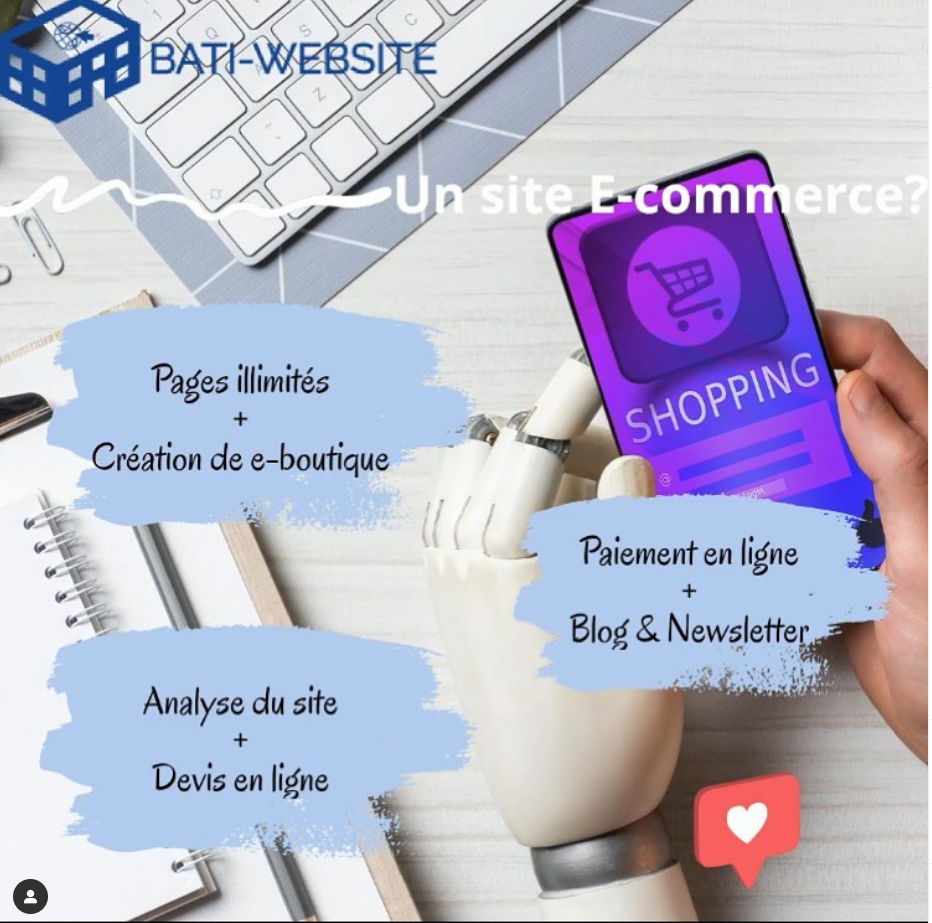 BATI-WEBSITE
Un site E-commerce?
SHOPPING
@
Login
Pages illimités
+
Création de e-boutique
Paiement en ligne
+
Blog & Newsletter
Analyse du site
+
Devis en ligne